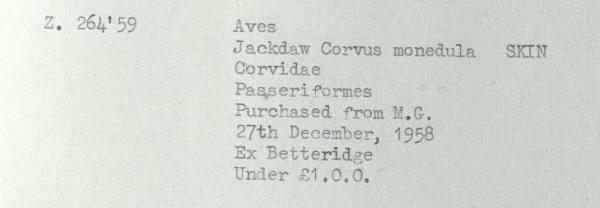 Z. 264'59 Aves
Jackdaw Corvus monedula SKIN
Corvidae
Passeriformes
Purchased from M.G.
27th December, 1958
Ex Betteridge
Under £1.0.0.